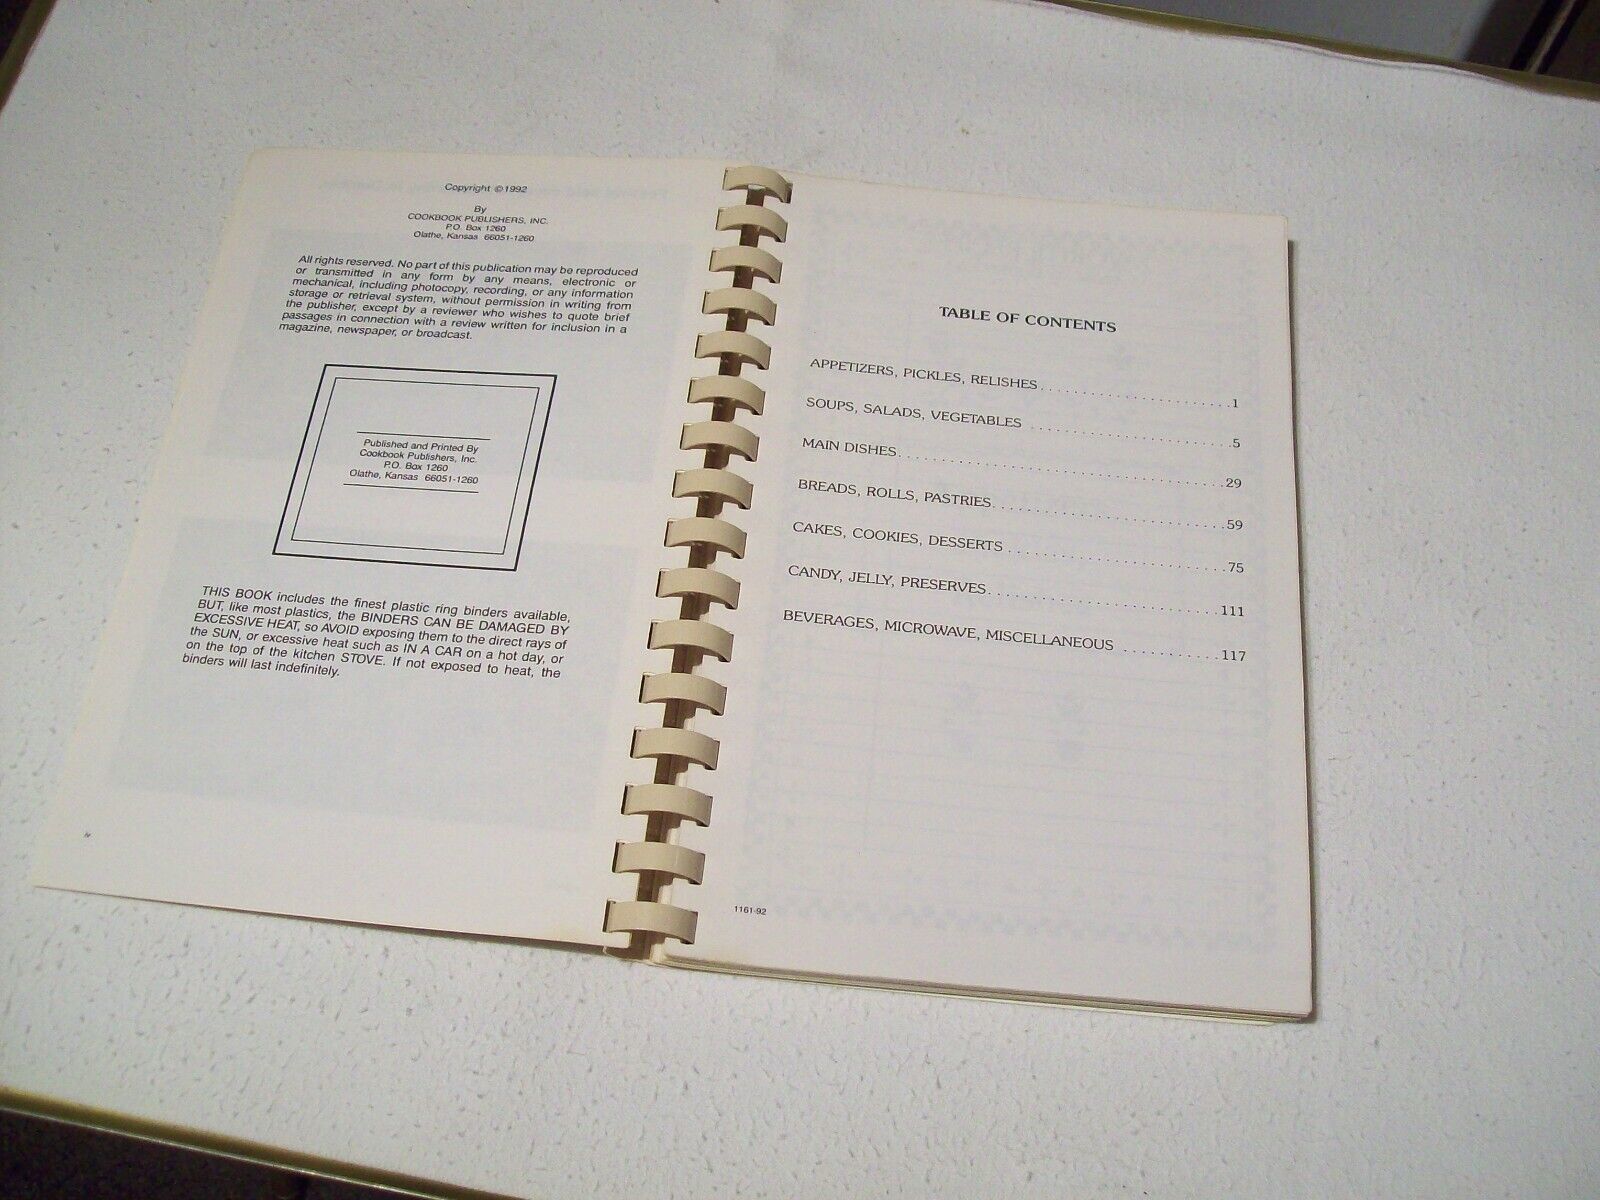 Copyright © 1992
By
COOKBOOK PUBLISHERS, INC.
P.O. Box 1260
Olathe, Kansas 66051-1260
All rights reserved. No part of this publication may be reproduced
or transmitted in any form by any means, electronic or
mechanical, including photocopy, recording, or any information
storage or retrieval system, without permission in writing from
the publisher, except by a reviewer who wishes to quote brief
passages in connection with a review written for inclusion in a
magazine, newspaper, or broadcast.
Published and Printed By
Cookbook Publishers, Inc.
P.O. Box 1260
Olathe, Kansas 66051-1260
THIS BOOK includes the finest plastic ring binders available,
BUT, like most plastics, the BINDERS CAN BE DAMAGED BY
EXCESSIVE HEAT, so AVOID exposing them to the direct rays of
the SUN, or excessive heat such as IN A CAR on a hot day, or
on the top of the kitchen STOVE. If not exposed to heat, the
binders will last indefinitely.
iv
TABLE OF CONTENTS
APPETIZERS, PICKLES, RELISHES . . . . . . . . . . . . . . . . . . . . . . . 1
SOUPS, SALADS, VEGETABLES . . . . . . . . . . . . . . . . . . . . . . . . 5
MAIN DISHES . . . . . . . . . . . . . . . . . . . . . . . . . . . . . . . . . . . . . . . 29
BREADS, ROLLS, PASTRIES . . . . . . . . . . . . . . . . . . . . . . . . . . . 59
CAKES, COOKIES, DESSERTS . . . . . . . . . . . . . . . . . . . . . . . . . . 75
CANDY, JELLY, PRESERVES . . . . . . . . . . . . . . . . . . . . . . . . . . . 111
BEVERAGES, MICROWAVE, MISCELLANEOUS . . . . . . . . . . . 117
1161-92